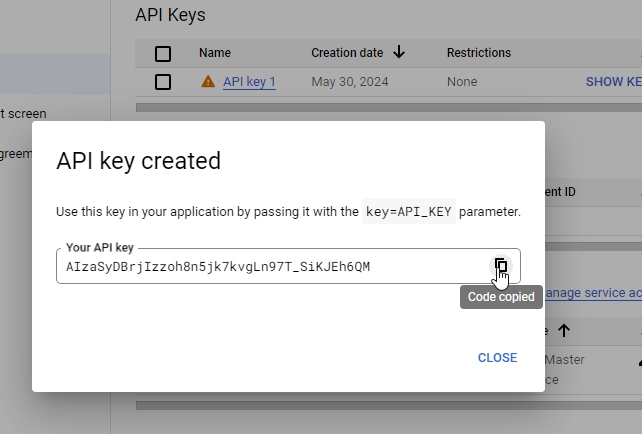 API Keys
Name Creation date Restrictions
API key 1 May 30, 2024 None SHOW KE
t screen
greem
API key created
Use this key in your application by passing it with the key=API_KEY parameter.
ent ID
Your API key
AIzaSyDBrjIzzoh8n5jk7kvgLn97T_SiKJEh6QM
Code copied
anage service ac
e
Master
ce
CLOSE